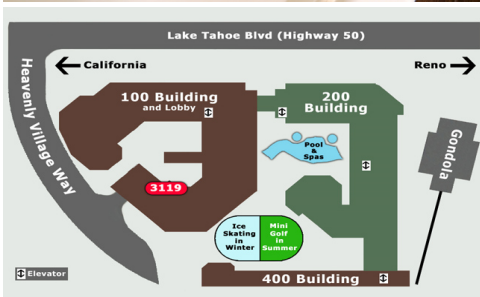 Lake Tahoe Blvd (Highway 50)
California
Reno
Heavenly Village Way
100 Building
and Lobby
200
Building
Pool
&
Spas
Gondola
3119
Ice
Skating
in
Winter
Mini
Golf
in
Summer
400 Building
Elevator